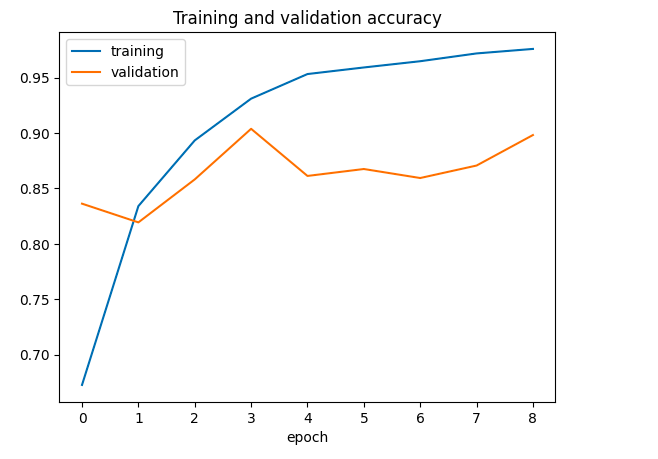 Training and validation accuracy
training
validation
0.95
0.90
0.85
0.80
0.75
0.70
0 1 2 3 4 5 6 7 8
epoch